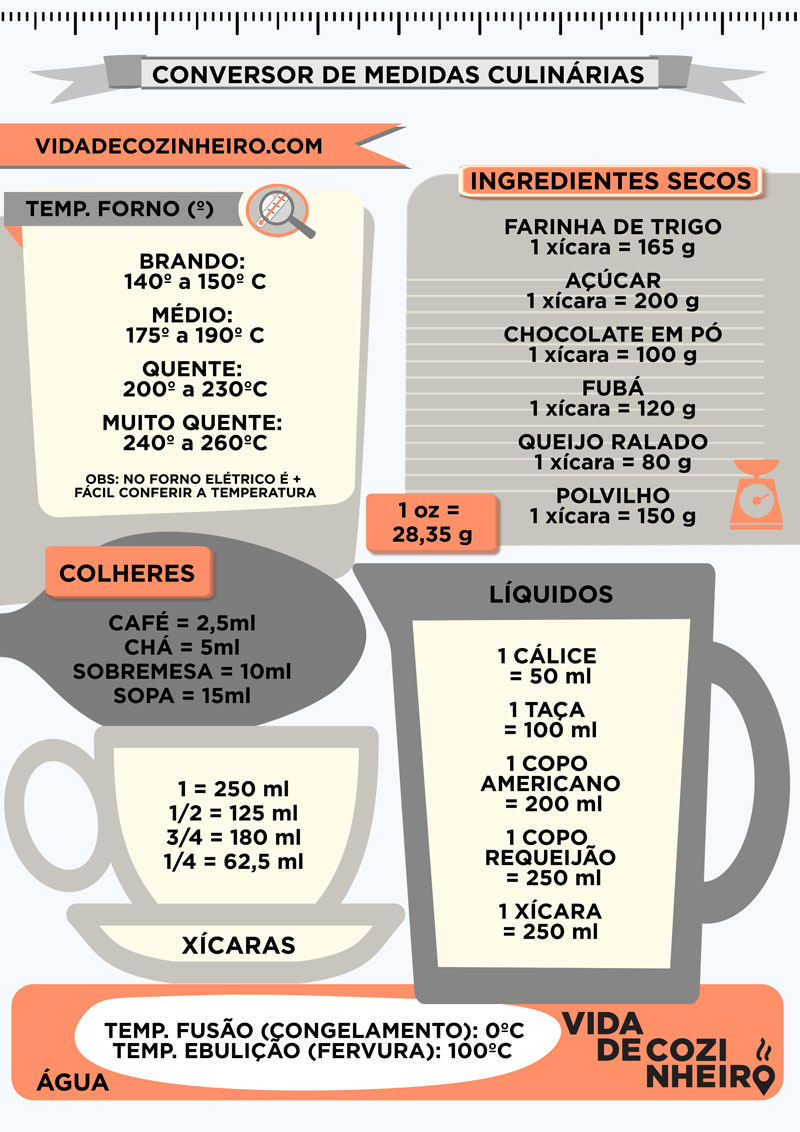 CONVERSOR DE MEDIDAS CULINÁRIAS
VIDADECOZINHEIRO.COM
TEMP. FORNO (º)
BRANDO:
140º a 150º C
MÉDIO:
175º a 190º C
QUENTE:
200º a 230ºC
MUITO QUENTE:
240º a 260ºC
OBS: NO FORNO ELÉTRICO É +
FÁCIL CONFERIR A TEMPERATURA
INGREDIENTES SECOS
FARINHA DE TRIGO
1 xícara = 165 g
AÇÚCAR
1 xícara = 200 g
CHOCOLATE EM PÓ
1 xícara = 100 g
FUBÁ
1 xícara = 120 g
QUEIJO RALADO
1 xícara = 80 g
POLVILHO
1 xícara = 150 g
1 oz =
28,35 g
COLHERES
CAFÉ = 2,5ml
CHÁ = 5ml
SOBREMESA = 10ml
SOPA = 15ml
1 = 250 ml
1/2 = 125 ml
3/4 = 180 ml
1/4 = 62,5 ml
XÍCARAS
LÍQUIDOS
1 CÁLICE
= 50 ml
1 TAÇA
= 100 ml
1 COPO
AMERICANO
= 200 ml
1 COPO
REQUEIJÃO
= 250 ml
1 XÍCARA
= 250 ml
TEMP. FUSÃO (CONGELAMENTO): 0ºC
TEMP. EBULIÇÃO (FERVURA): 100ºC
ÁGUA
VIDA
DE COZI
NHEIRO